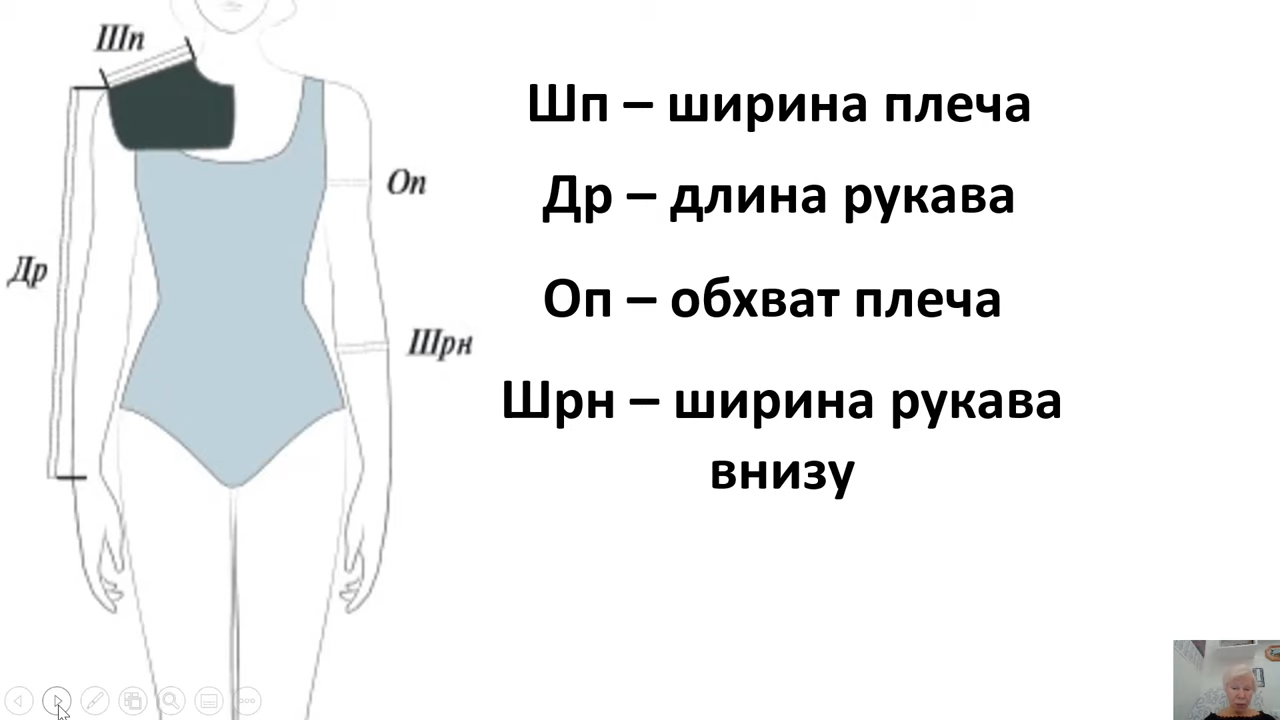 Шп
Шп – ширина плеча
Оп
Др – длина рукава
Др
Оп – обхват плеча
Шрн
Шрн – ширина рукава
внизу